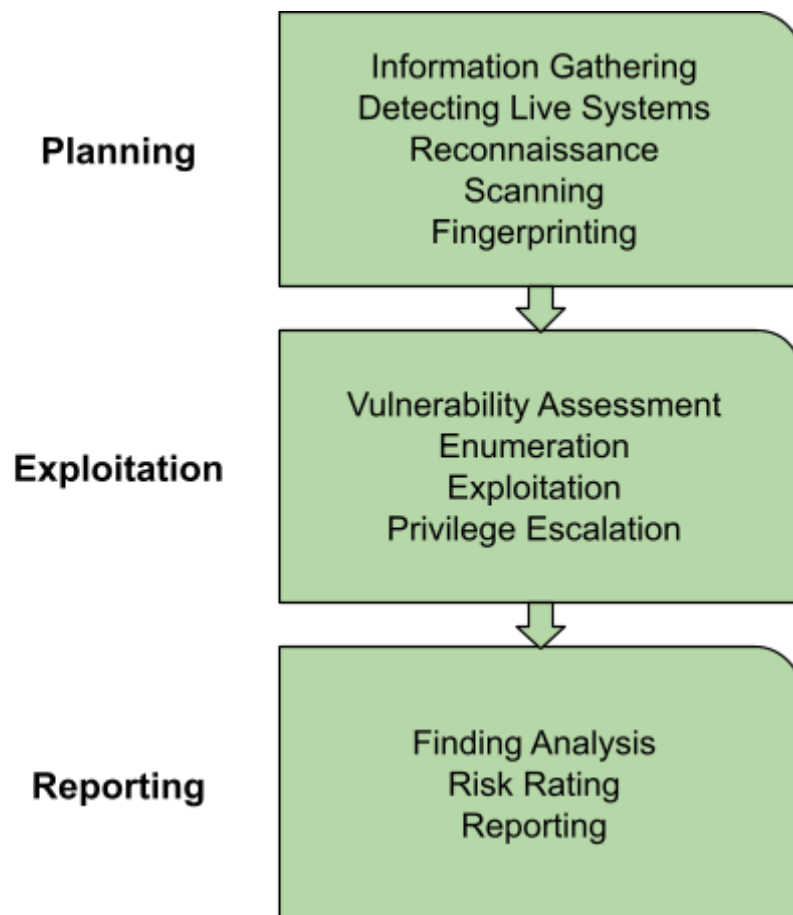 Planning
Information Gathering
Detecting Live Systems
Reconnaissance
Scanning
Fingerprinting
Exploitation
Vulnerability Assessment
Enumeration
Exploitation
Privilege Escalation
Reporting
Finding Analysis
Risk Rating
Reporting